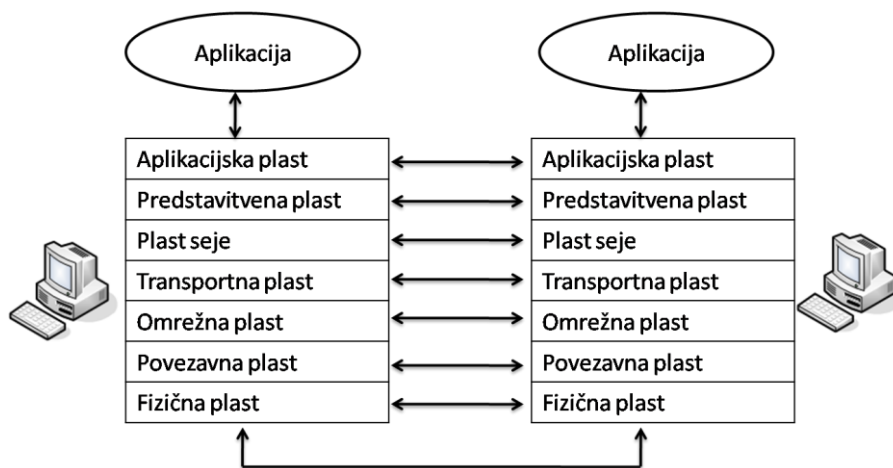 Aplikacija
Aplikacija
Aplikacijska plast
Predstavitvena plast
Plast seje
Transportna plast
Omrežna plast
Povezavna plast
Fizična plast
Aplikacijska plast
Predstavitvena plast
Plast seje
Transportna plast
Omrežna plast
Povezavna plast
Fizična plast